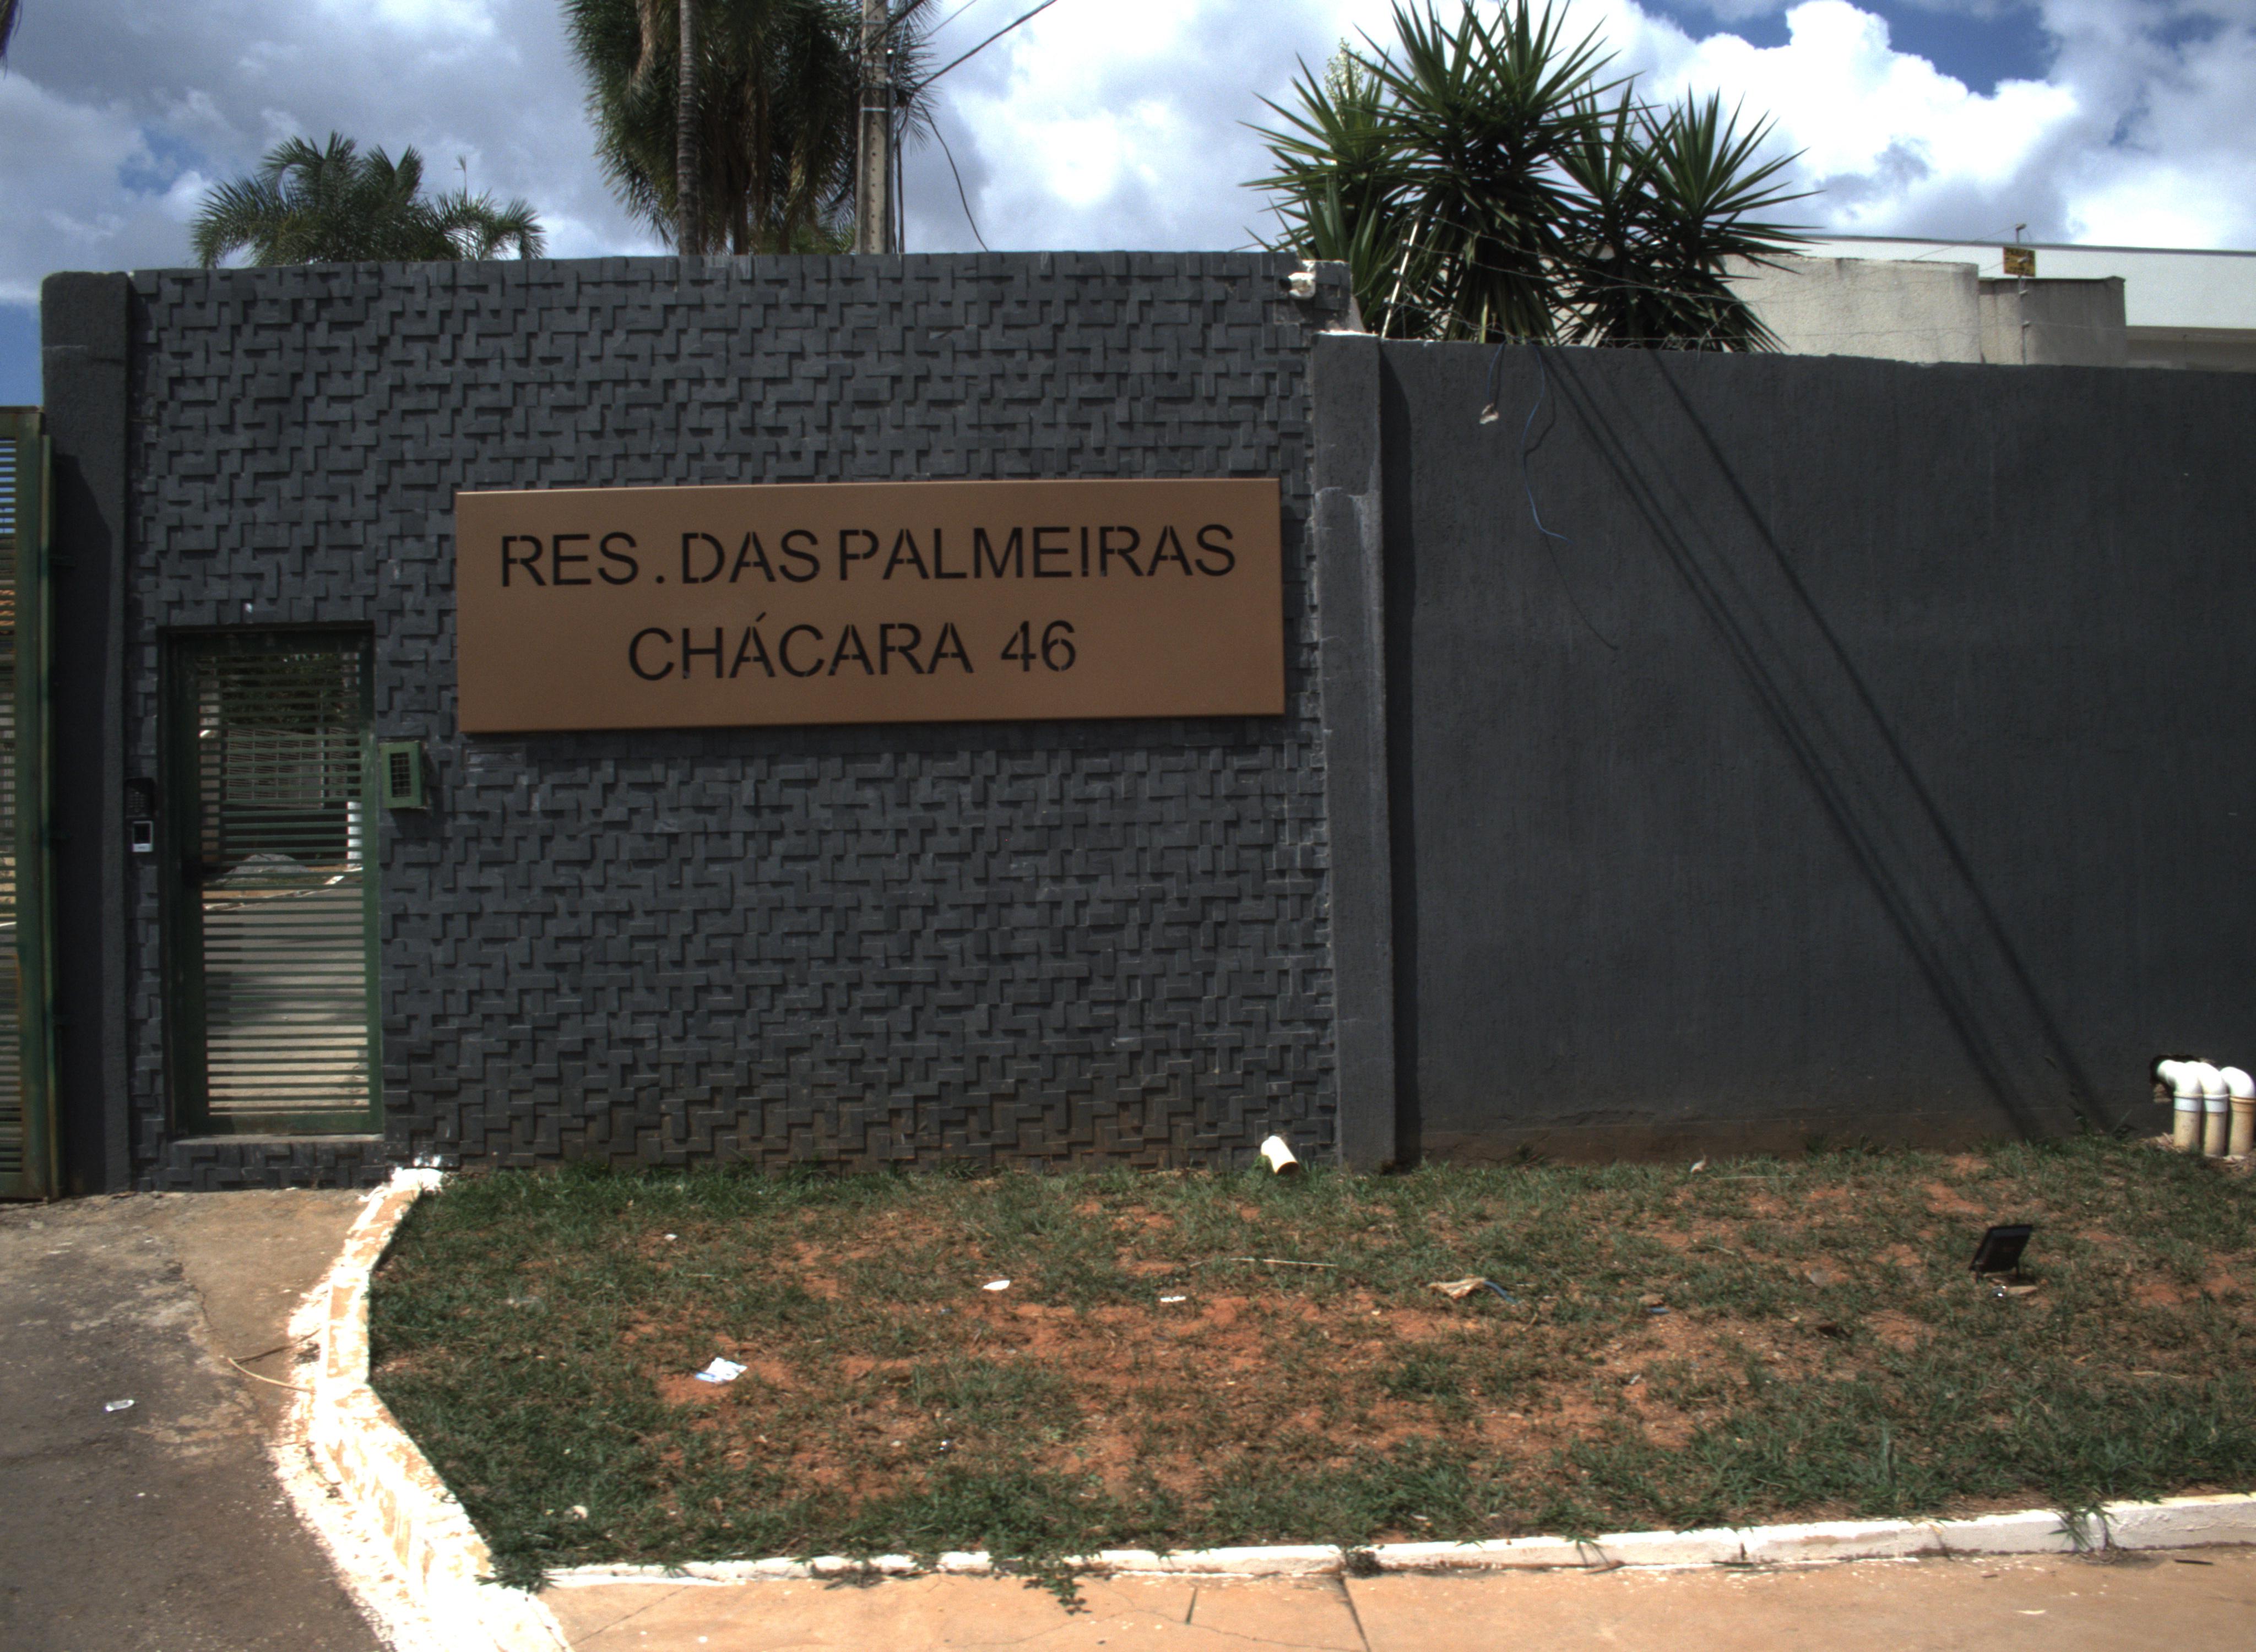 RES. DAS PALMEIRAS
CHÁCARA 46